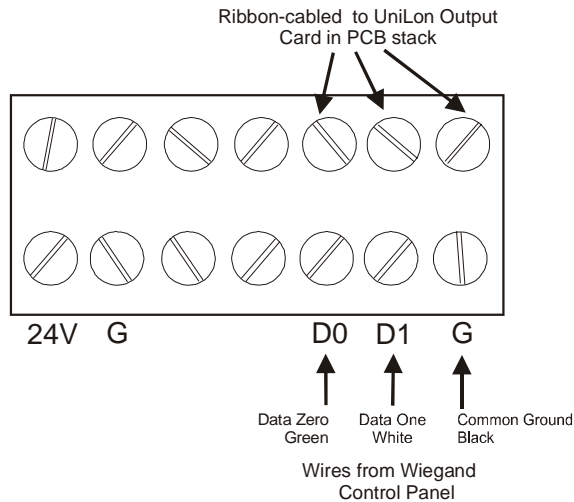 Ribbon-cabled to UniLon Output
Card in PCB stack
24V G D0 D1 G
Data Zero
Green
Data One
White
Common Ground
Black
Wires from Wiegand
Control Panel